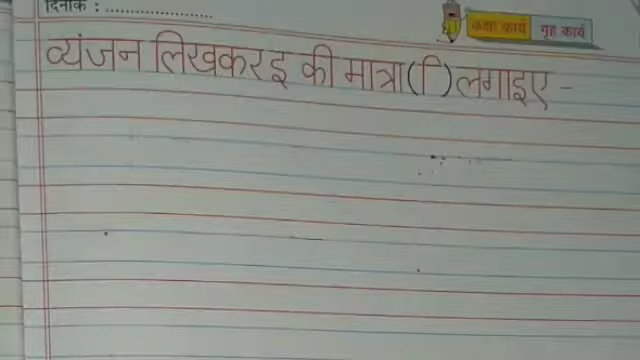 दिनांक : ....................
कक्षा कार्य गृह कार्य
व्यंजन लिखकर इ की मात्रा (ि) लगाइए -